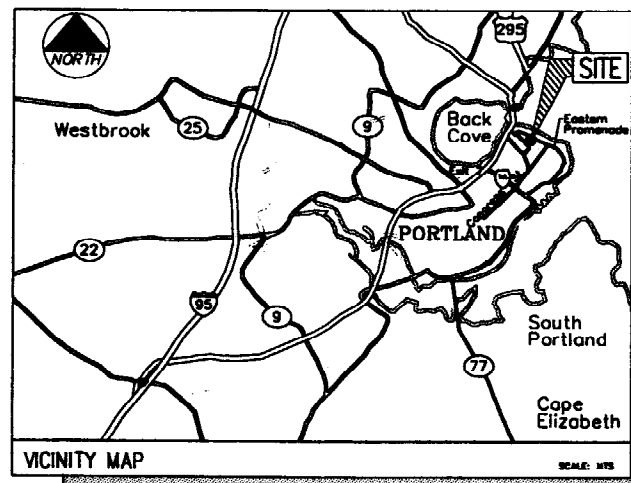 NORTH
295
SITE
Westbrook
25
9
Back
Cove
Eastern
Promenade
PORTLAND
22
95
9
South
Portland
77
Cape
Elizabeth
VICINITY MAP
SCALE: NTS